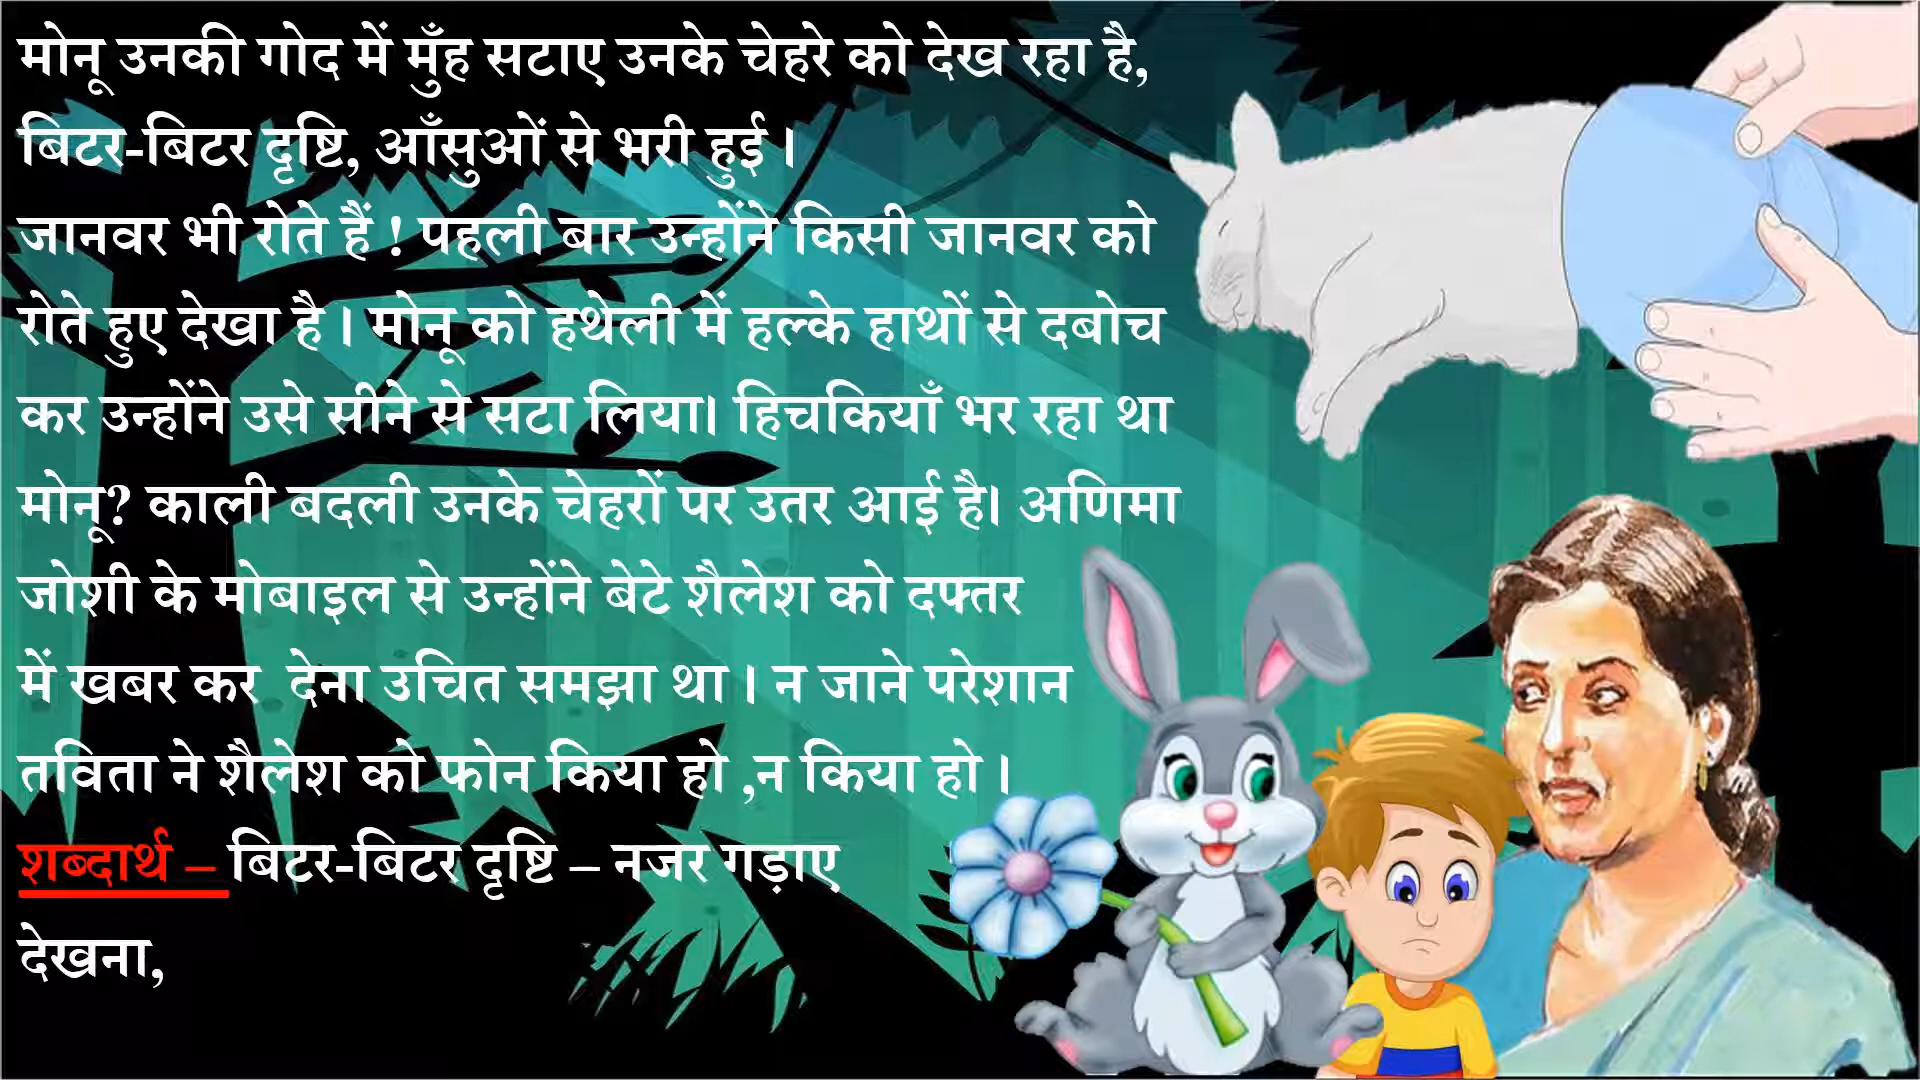 मोनू उनकी गोद में मुँह सटाए उनके चेहरे को देख रहा है,
बिटर-बिटर दृष्टि, आँसुओं से भरी हुई ।
जानवर भी रोते हैं ! पहली बार उन्होंने किसी जानवर को
रोते हुए देखा है । मोनू को हथेली में हल्के हाथों से दबोच
कर उन्होंने उसे सीने से सटा लिया। हिचकियाँ भर रहा था
मोनू? काली बदली उनके चेहरों पर उतर आई है। अणिमा
जोशी के मोबाइल से उन्होंने बेटे शैलेश को दफ्तर
में खबर कर देना उचित समझा था । न जाने परेशान
तविता ने शैलेश को फोन किया हो ,न किया हो ।
शब्दार्थ – बिटर-बिटर दृष्टि – नजर गड़ाए
देखना,